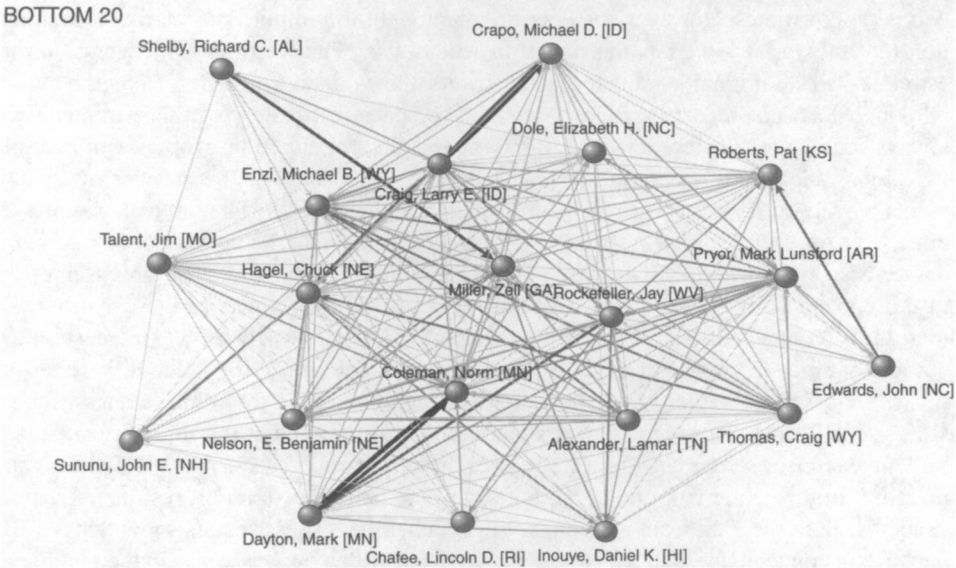 BOTTOM 20
Crapo, Michael D. [ID]
Shelby, Richard C. [AL]
Dole, Elizabeth H. [NC]
Roberts, Pat [KS]
Enzi, Michael B. [WY]
Craig, Larry E. [ID]
Talent, Jim [MO]
Pryor, Mark Lunsford [AR]
Hagel, Chuck [NE]
Miller, Zell [GA]
Rockefeller, Jay [WV]
Coleman, Norm [MN]
Edwards, John [NC]
Nelson, E. Benjamin [NE]
Alexander, Lamar [TN]
Thomas, Craig [WY]
Sununu, John E. [NH]
Dayton, Mark [MN]
Chafee, Lincoln D. [RI]
Inouye, Daniel K. [HI]